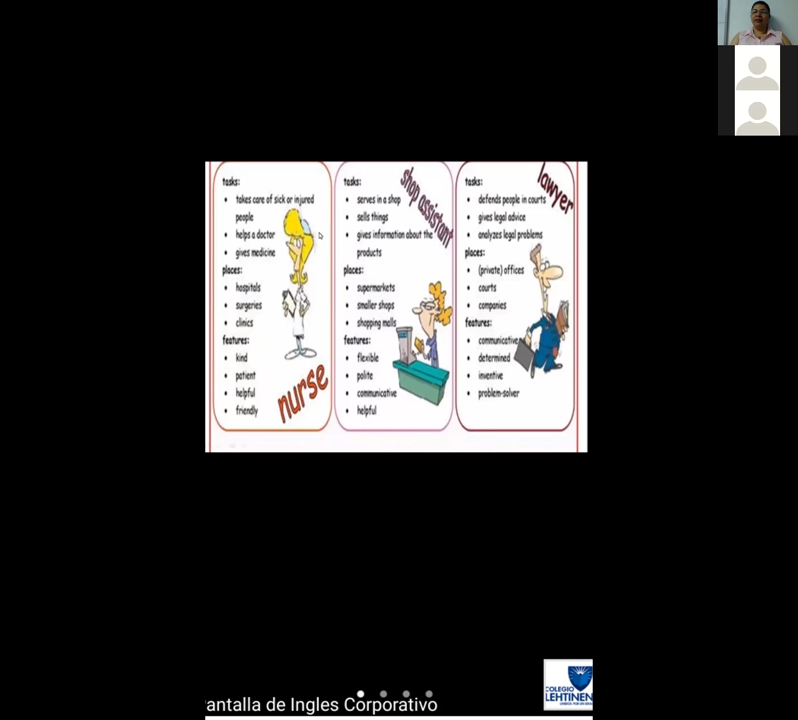 tasks:
takes care of sick or injured
people
helps a doctor
gives medicine
places:
hospitals
surgeries
clinics
features:
kind
patient
helpful
friendly
nurse
shop assistant
tasks:
serves in a shop
sells things
gives information about the
products
places:
supermarkets
smaller shops
shopping malls
features:
flexible
polite
communicative
helpful
lawyer
tasks:
defends people in courts
gives legal advice
analyzes legal problems
places:
(private) offices
courts
companies
features:
communicative
determined
inventive
problem-solver
antalla de Ingles Corporativo
COLEGIO
LEHTINEN